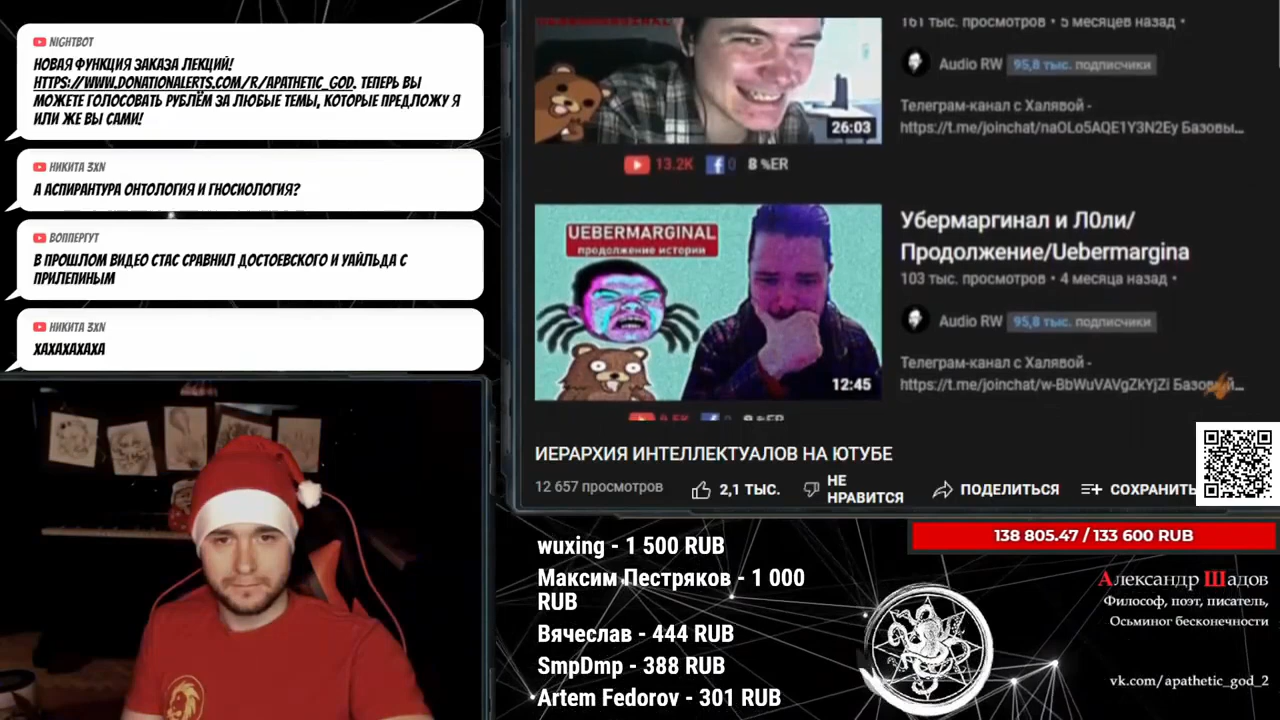 NIGHTBOT
НОВАЯ ФУНКЦИЯ ЗАКАЗА ЛЕКЦИЙ!
HTTPS://WWW.DONATIONALERTS.COM/R/APATHETIC_GOD. ТЕПЕРЬ ВЫ
МОЖЕТЕ ГОЛОСОВАТЬ РУБЛЁМ ЗА ЛЮБЫЕ ТЕМЫ, КОТОРЫЕ ПРЕДЛОЖУ Я
ИЛИ ЖЕ ВЫ САМИ!
НИКИТА ЗХN
А АСПИРАНТУРА ОНТОЛОГИЯ И ГНОСИОЛОГИЯ?
ВОППЕРГУТ
В ПРОШЛОМ ВИДЕО СТАС СРАВНИЛ ДОСТОЕВСКОГО И УАЙЛЬДА С
ПРИЛЕПИНЫМ
НИКИТА ЗХN
ХАХАХАХАХА
161 тыс. просмотров • 5 месяцев назад •
Audio RW 95,8 тыс. подписчики
Телеграм-канал с Халявой -
https://t.me/joinchat/naOLo5AQE1Y3N2Ey Базовы...
26:03
13.2K 0 8 %ER
UEBERMARGINAL
продолжение истории
12:45
Убермаргинал и Л0ли/
Продолжение/Uebermargina
103 тыс. просмотров • 4 месяца назад •
Audio RW 95,8 тыс. подписчики
Телеграм-канал с Халявой -
https://t.me/joinchat/w-BbWuVAVgZkYjZi
ИЕРАРХИЯ ИНТЕЛЛЕКТУАЛОВ НА ЮТУБЕ
12 657 просмотров 2,1 ТЫС. НЕ НРАВИТСЯ ПОДЕЛИТЬСЯ СОХРАНИТЬ
wuxing - 1 500 RUB
Максим Пестряков - 1 000
RUB
Вячеслав - 444 RUB
SmpDmp - 388 RUB
Artem Fedorov - 301 RUB
138 805.47 / 133 600 RUB
Александр Шадов
Философ, поэт, писатель,
Осьминог бесконечности
vk.com/apathetic_god_2